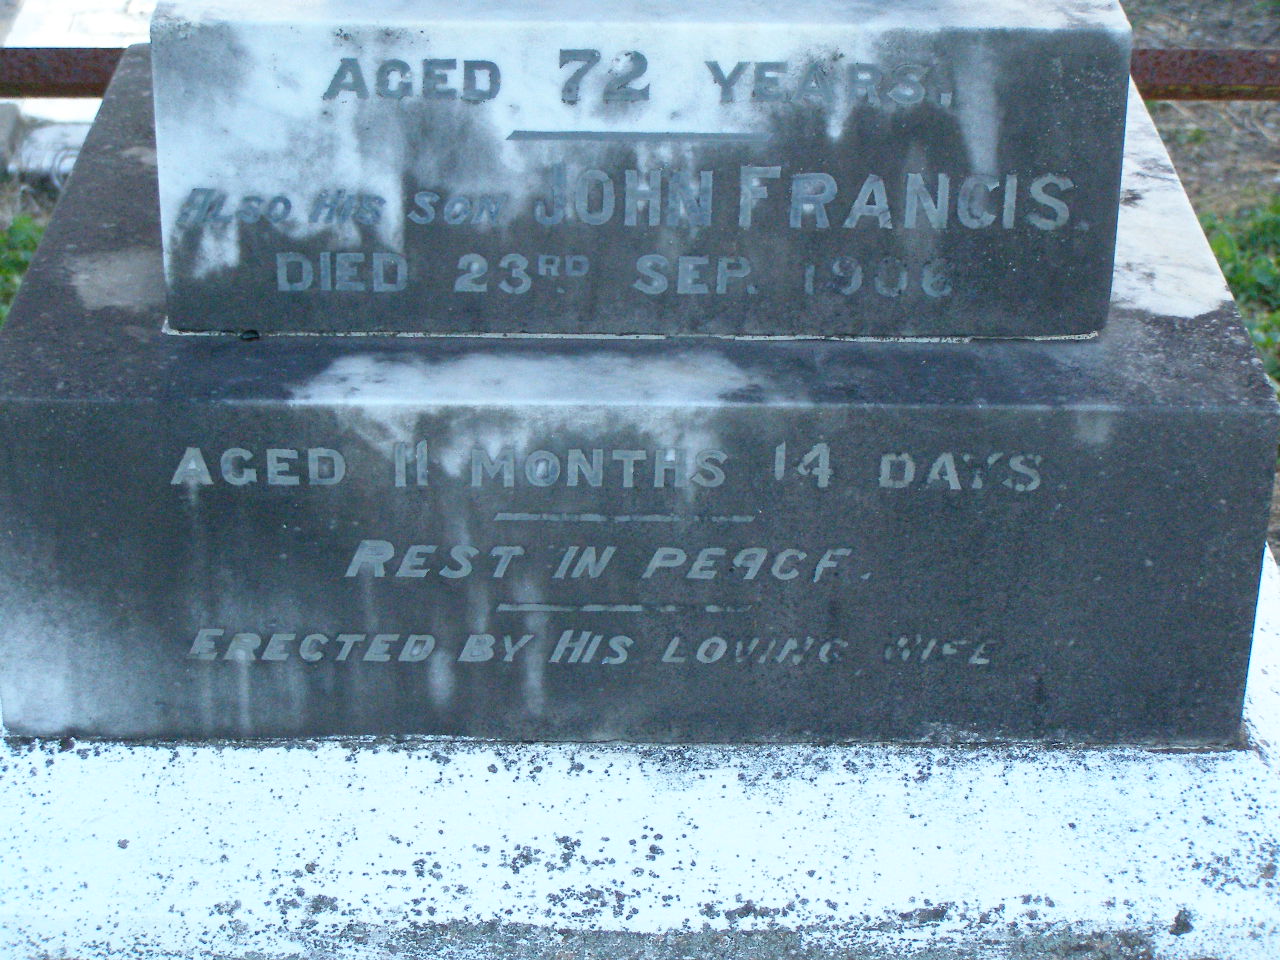 AGED 72 YEARS.
ALSO HIS SON JOHN FRANCIS.
DIED 23RD SEP. 1906
AGED 11 MONTHS 14 DAYS
REST IN PEACE.
ERECTED BY HIS LOVING WIFE